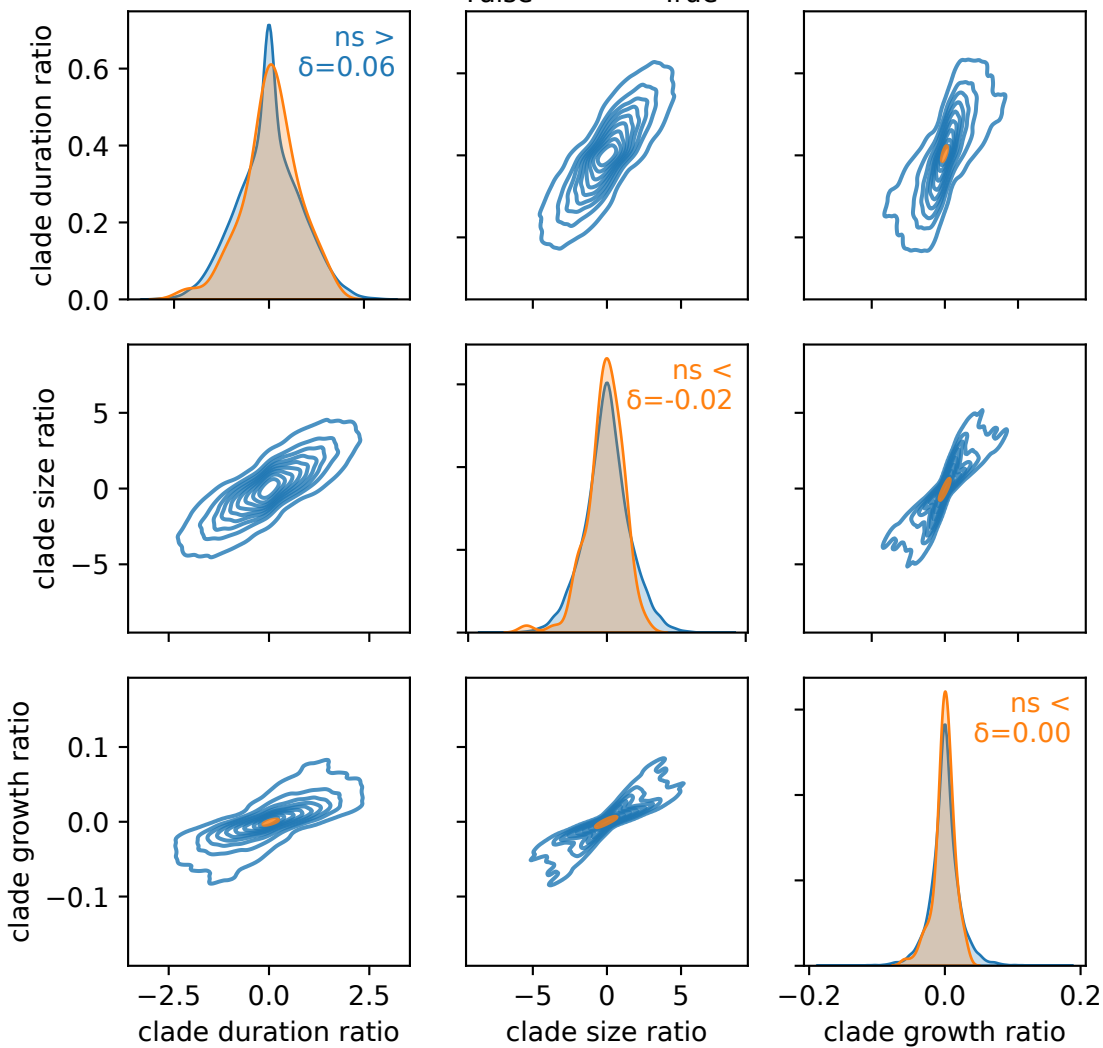 clade duration ratio
0.6
0.4
0.2
0.0
ns >
δ=0.06
clade size ratio
5
0
−5
ns <
δ=-0.02
clade growth ratio
0.1
0.0
−0.1
ns <
δ=0.00
−2.5 0.0 2.5
−5 0 5
−0.2 0.0 0.2
clade duration ratio
clade size ratio
clade growth ratio